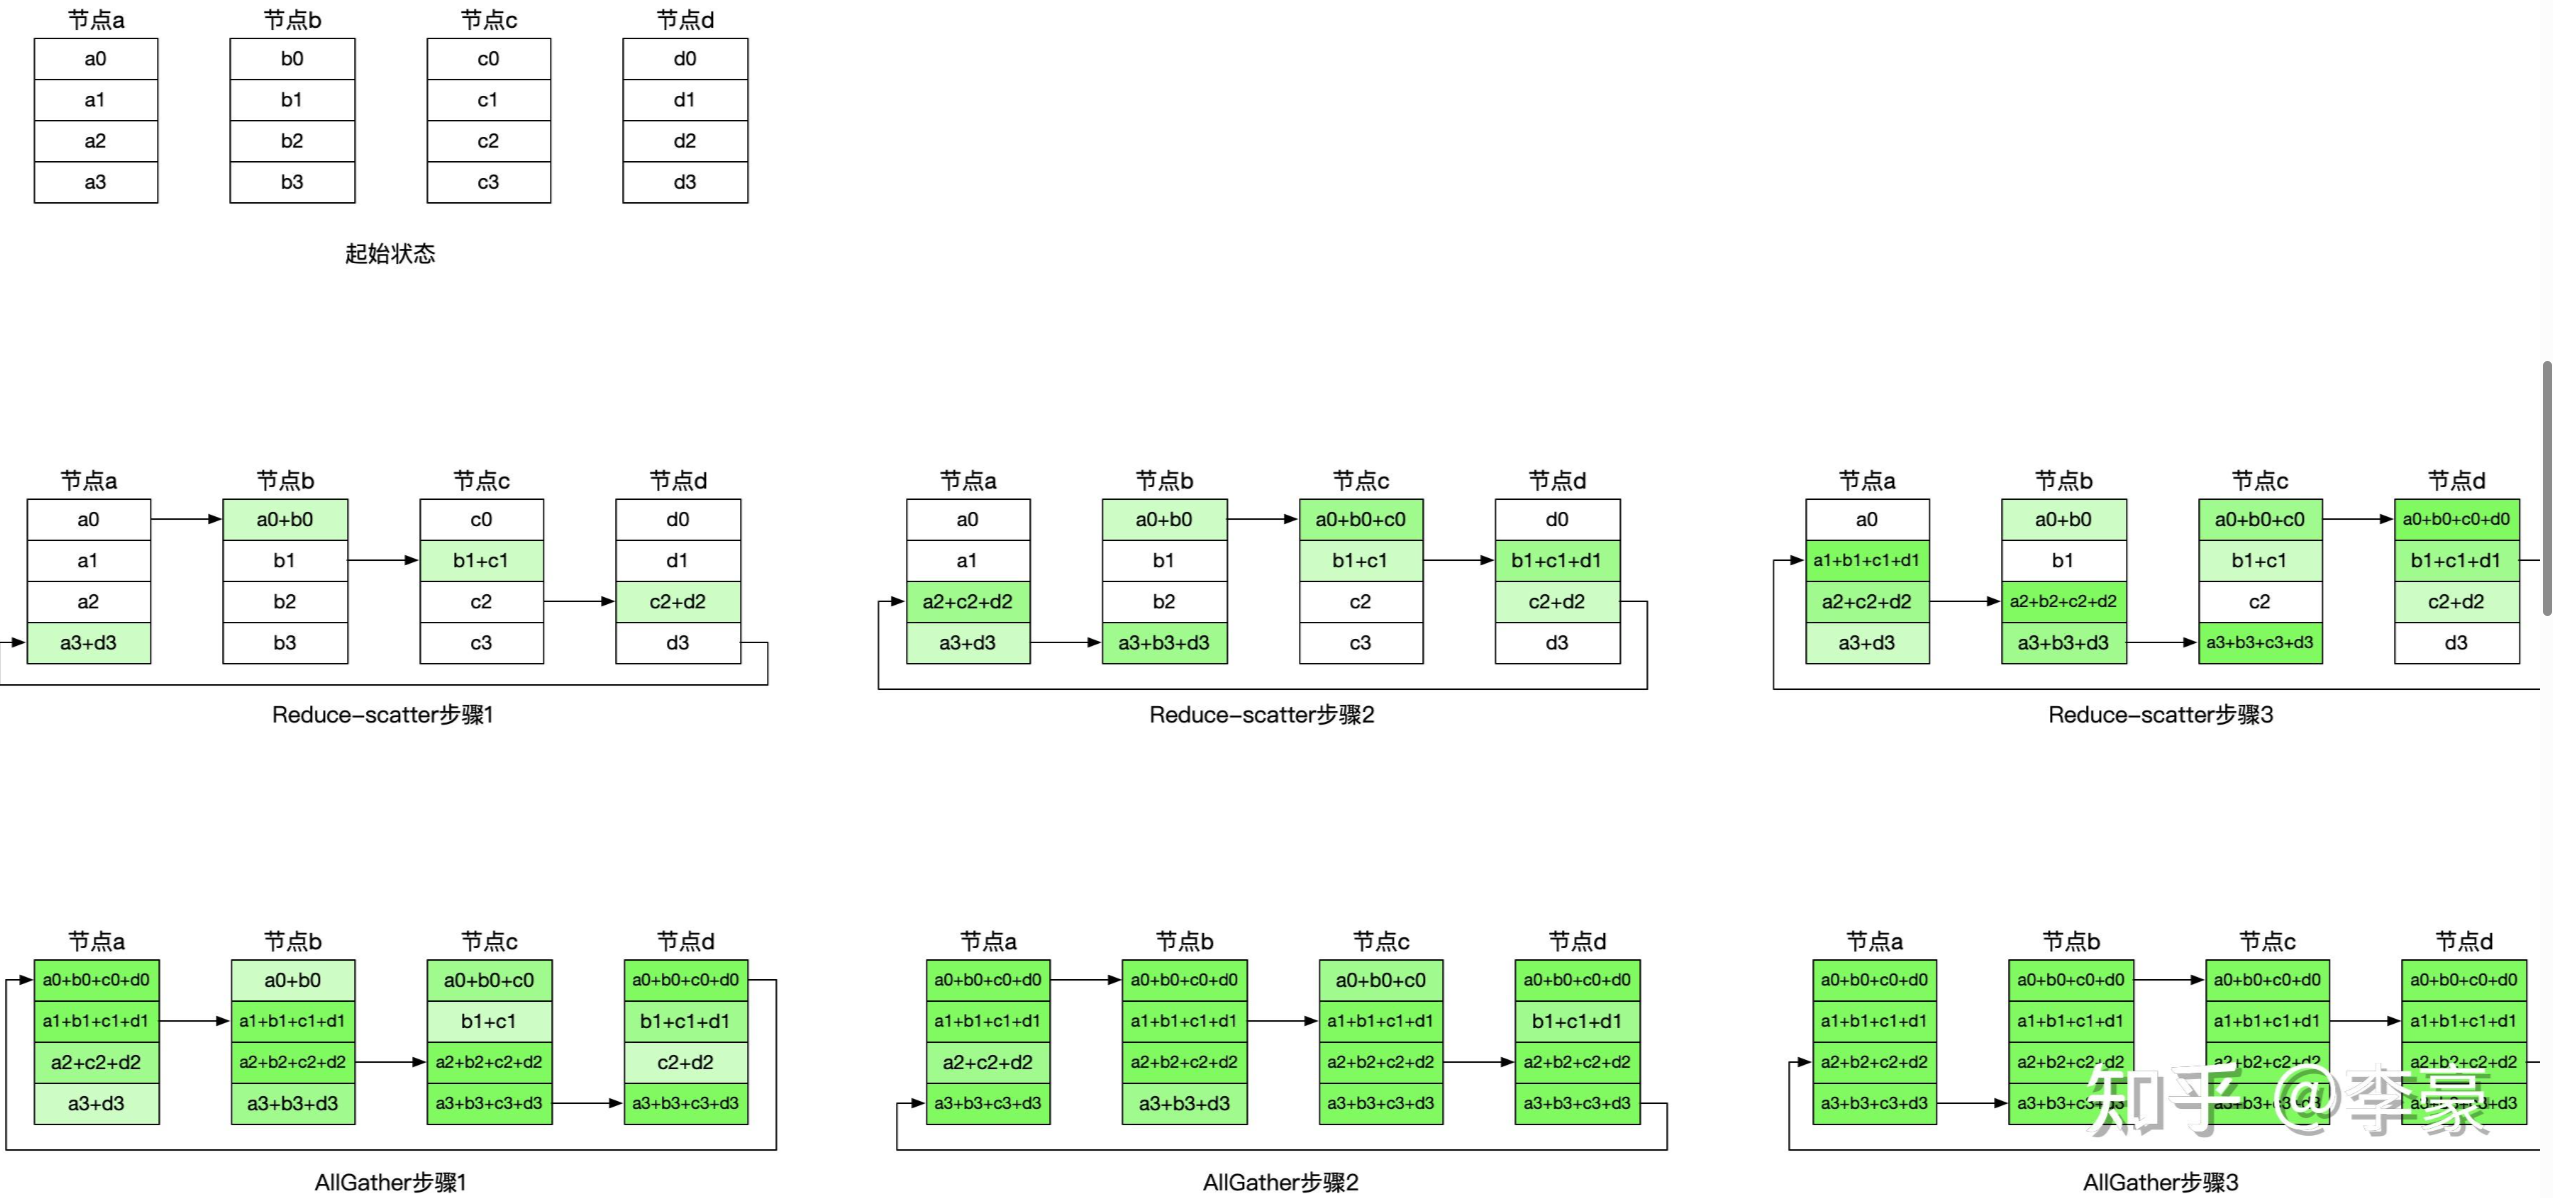 节点a 节点b 节点c 节点d
a0 b0 c0 d0
a1 b1 c1 d1
a2 b2 c2 d2
a3 b3 c3 d3
起始状态
节点a 节点b 节点c 节点d 节点a 节点b 节点c 节点d 节点a 节点b 节点c 节点d
a0 a0+b0 c0 d0 a0 a0+b0 a0+b0+c0 d0 a0 a0+b0 a0+b0+c0 a0+b0+c0+d0
a1 b1 b1+c1 d1 a1 b1 b1+c1 b1+c1+d1 a1+b1+c1+d1 b1 b1+c1 b1+c1+d1
a2 b2 c2 c2+d2 a2+c2+d2 b2 c2 c2+d2 a2+c2+d2 a2+b2+c2+d2 c2 c2+d2
a3+d3 b3 c3 d3 a3+d3 a3+b3+d3 c3 d3 a3+d3 a3+b3+d3 a3+b3+c3+d3 d3
Reduce-scatter步骤1 Reduce-scatter步骤2 Reduce-scatter步骤3
节点a 节点b 节点c 节点d 节点a 节点b 节点c 节点d 节点a 节点b 节点c 节点d
a0+b0+c0+d0 a0+b0 a0+b0+c0 a0+b0+c0+d0 a0+b0+c0+d0 a0+b0+c0+d0 a0+b0+c0 a0+b0+c0+d0 a0+b0+c0+d0 a0+b0+c0+d0 a0+b0+c0+d0 a0+b0+c0+d0
a1+b1+c1+d1 a1+b1+c1+d1 b1+c1 b1+c1+d1 a1+b1+c1+d1 a1+b1+c1+d1 a1+b1+c1+d1 b1+c1+d1 a1+b1+c1+d1 a1+b1+c1+d1 a1+b1+c1+d1 a1+b1+c1+d1
a2+c2+d2 a2+b2+c2+d2 a2+b2+c2+d2 c2+d2 a2+c2+d2 a2+b2+c2+d2 a2+b2+c2+d2 a2+b2+c2+d2 a2+b2+c2+d2 a2+b2+c2+d2 a2+b2+c2+d2 a2+b2+c2+d2
a3+d3 a3+b3+d3 a3+b3+c3+d3 a3+b3+c3+d3 a3+b3+c3+d3 a3+b3+d3 a3+b3+c3+d3 a3+b3+c3+d3 a3+b3+c3+d3 a3+b3+c3+d3 a3+b3+c3+d3 a3+b3+c3+d3
知乎 @李豪
AllGather步骤1 AllGather步骤2 AllGather步骤3